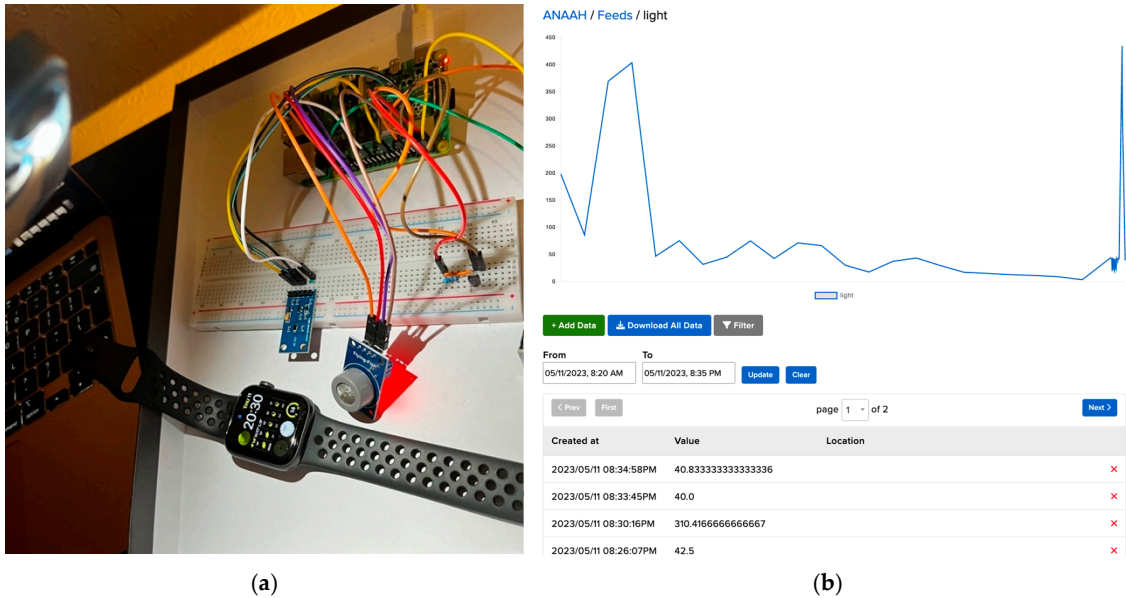 20:30
Flying-Fish
ANAAH / Feeds / light
450
400
350
300
250
200
150
100
50
0
light
+ Add Data
Download All Data
Filter
From
To
05/11/2023, 8:20 AM
05/11/2023, 8:35 PM
Update
Clear
< Prev
First
page 1 of 2
Next >
Created at Value Location
2023/05/11 08:34:58PM 40.833333333333336 ×
2023/05/11 08:33:45PM 40.0 ×
2023/05/11 08:30:16PM 310.4166666666667 ×
2023/05/11 08:26:07PM 42.5 ×
(a)
(b)